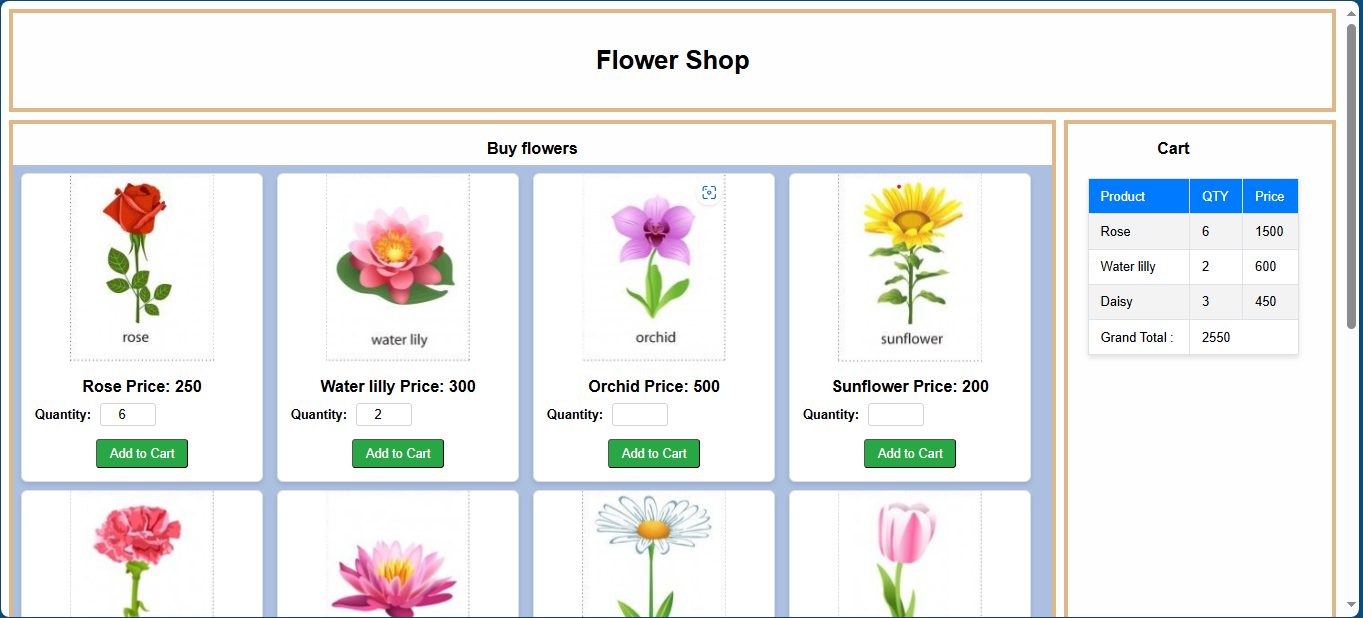 Flower Shop
Buy flowers
rose
water lily
orchid
sunflower
Rose Price: 250
Water lilly Price: 300
Orchid Price: 500
Sunflower Price: 200
Quantity: 6
Quantity: 2
Quantity:
Quantity:
Add to Cart
Add to Cart
Add to Cart
Add to Cart
Cart
Product QTY Price
Rose 6 1500
Water lilly 2 600
Daisy 3 450
Grand Total : 2550